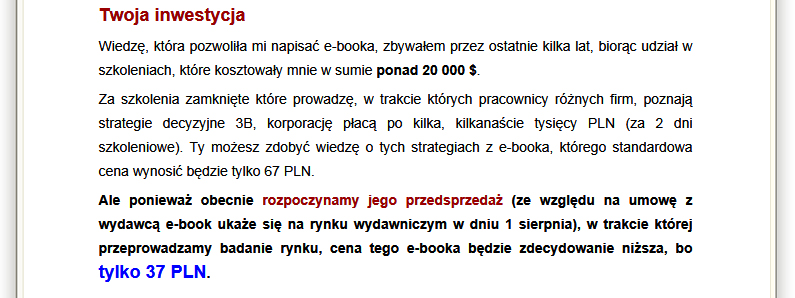 Twoja inwestycja
Wiedzę, która pozwoliła mi napisać e-booka, zbywałem przez ostatnie kilka lat, biorąc udział w
szkoleniach, które kosztowały mnie w sumie ponad 20 000 $.
Za szkolenia zamknięte które prowadzę, w trakcie których pracownicy różnych firm, poznają
strategie decyzyjne 3B, korporację płacą po kilka, kilkanaście tysięcy PLN (za 2 dni
szkoleniowe). Ty możesz zdobyć wiedzę o tych strategiach z e-booka, którego standardowa
cena wynosić będzie tylko 67 PLN.
Ale ponieważ obecnie rozpoczynamy jego przedsprzedaż (ze względu na umowę z
wydawcą e-book ukaże się na rynku wydawniczym w dniu 1 sierpnia), w trakcie której
przeprowadzamy badanie rynku, cena tego e-booka będzie zdecydowanie niższa, bo
tylko 37 PLN.